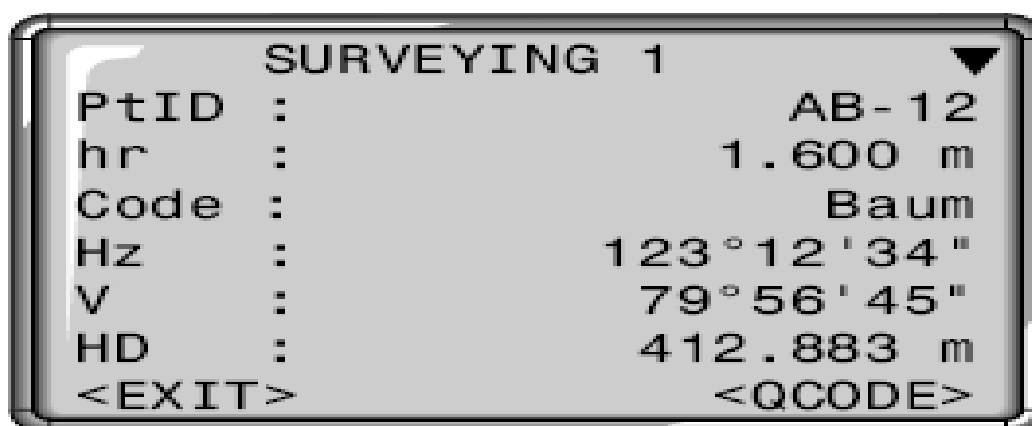 SURVEYING 1
PtID : AB-12
hr : 1.600 m
Code : Baum
Hz : 123°12'34"
V : 79°56'45"
HD : 412.883 m
<EXIT> <QCODE>